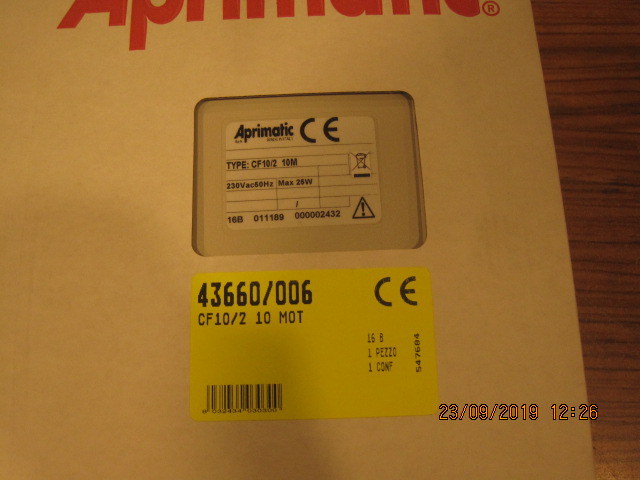 Aprimatic®
Aprimatic CE
TYPE: CF10/2 10M
230Vac50Hz Max 25W
/
16B 011189 000002432
43660/006 CE
CF10/2 10 MOT
16 B
1 PEZZO
1 CONF
547684
23/09/2019 12:26